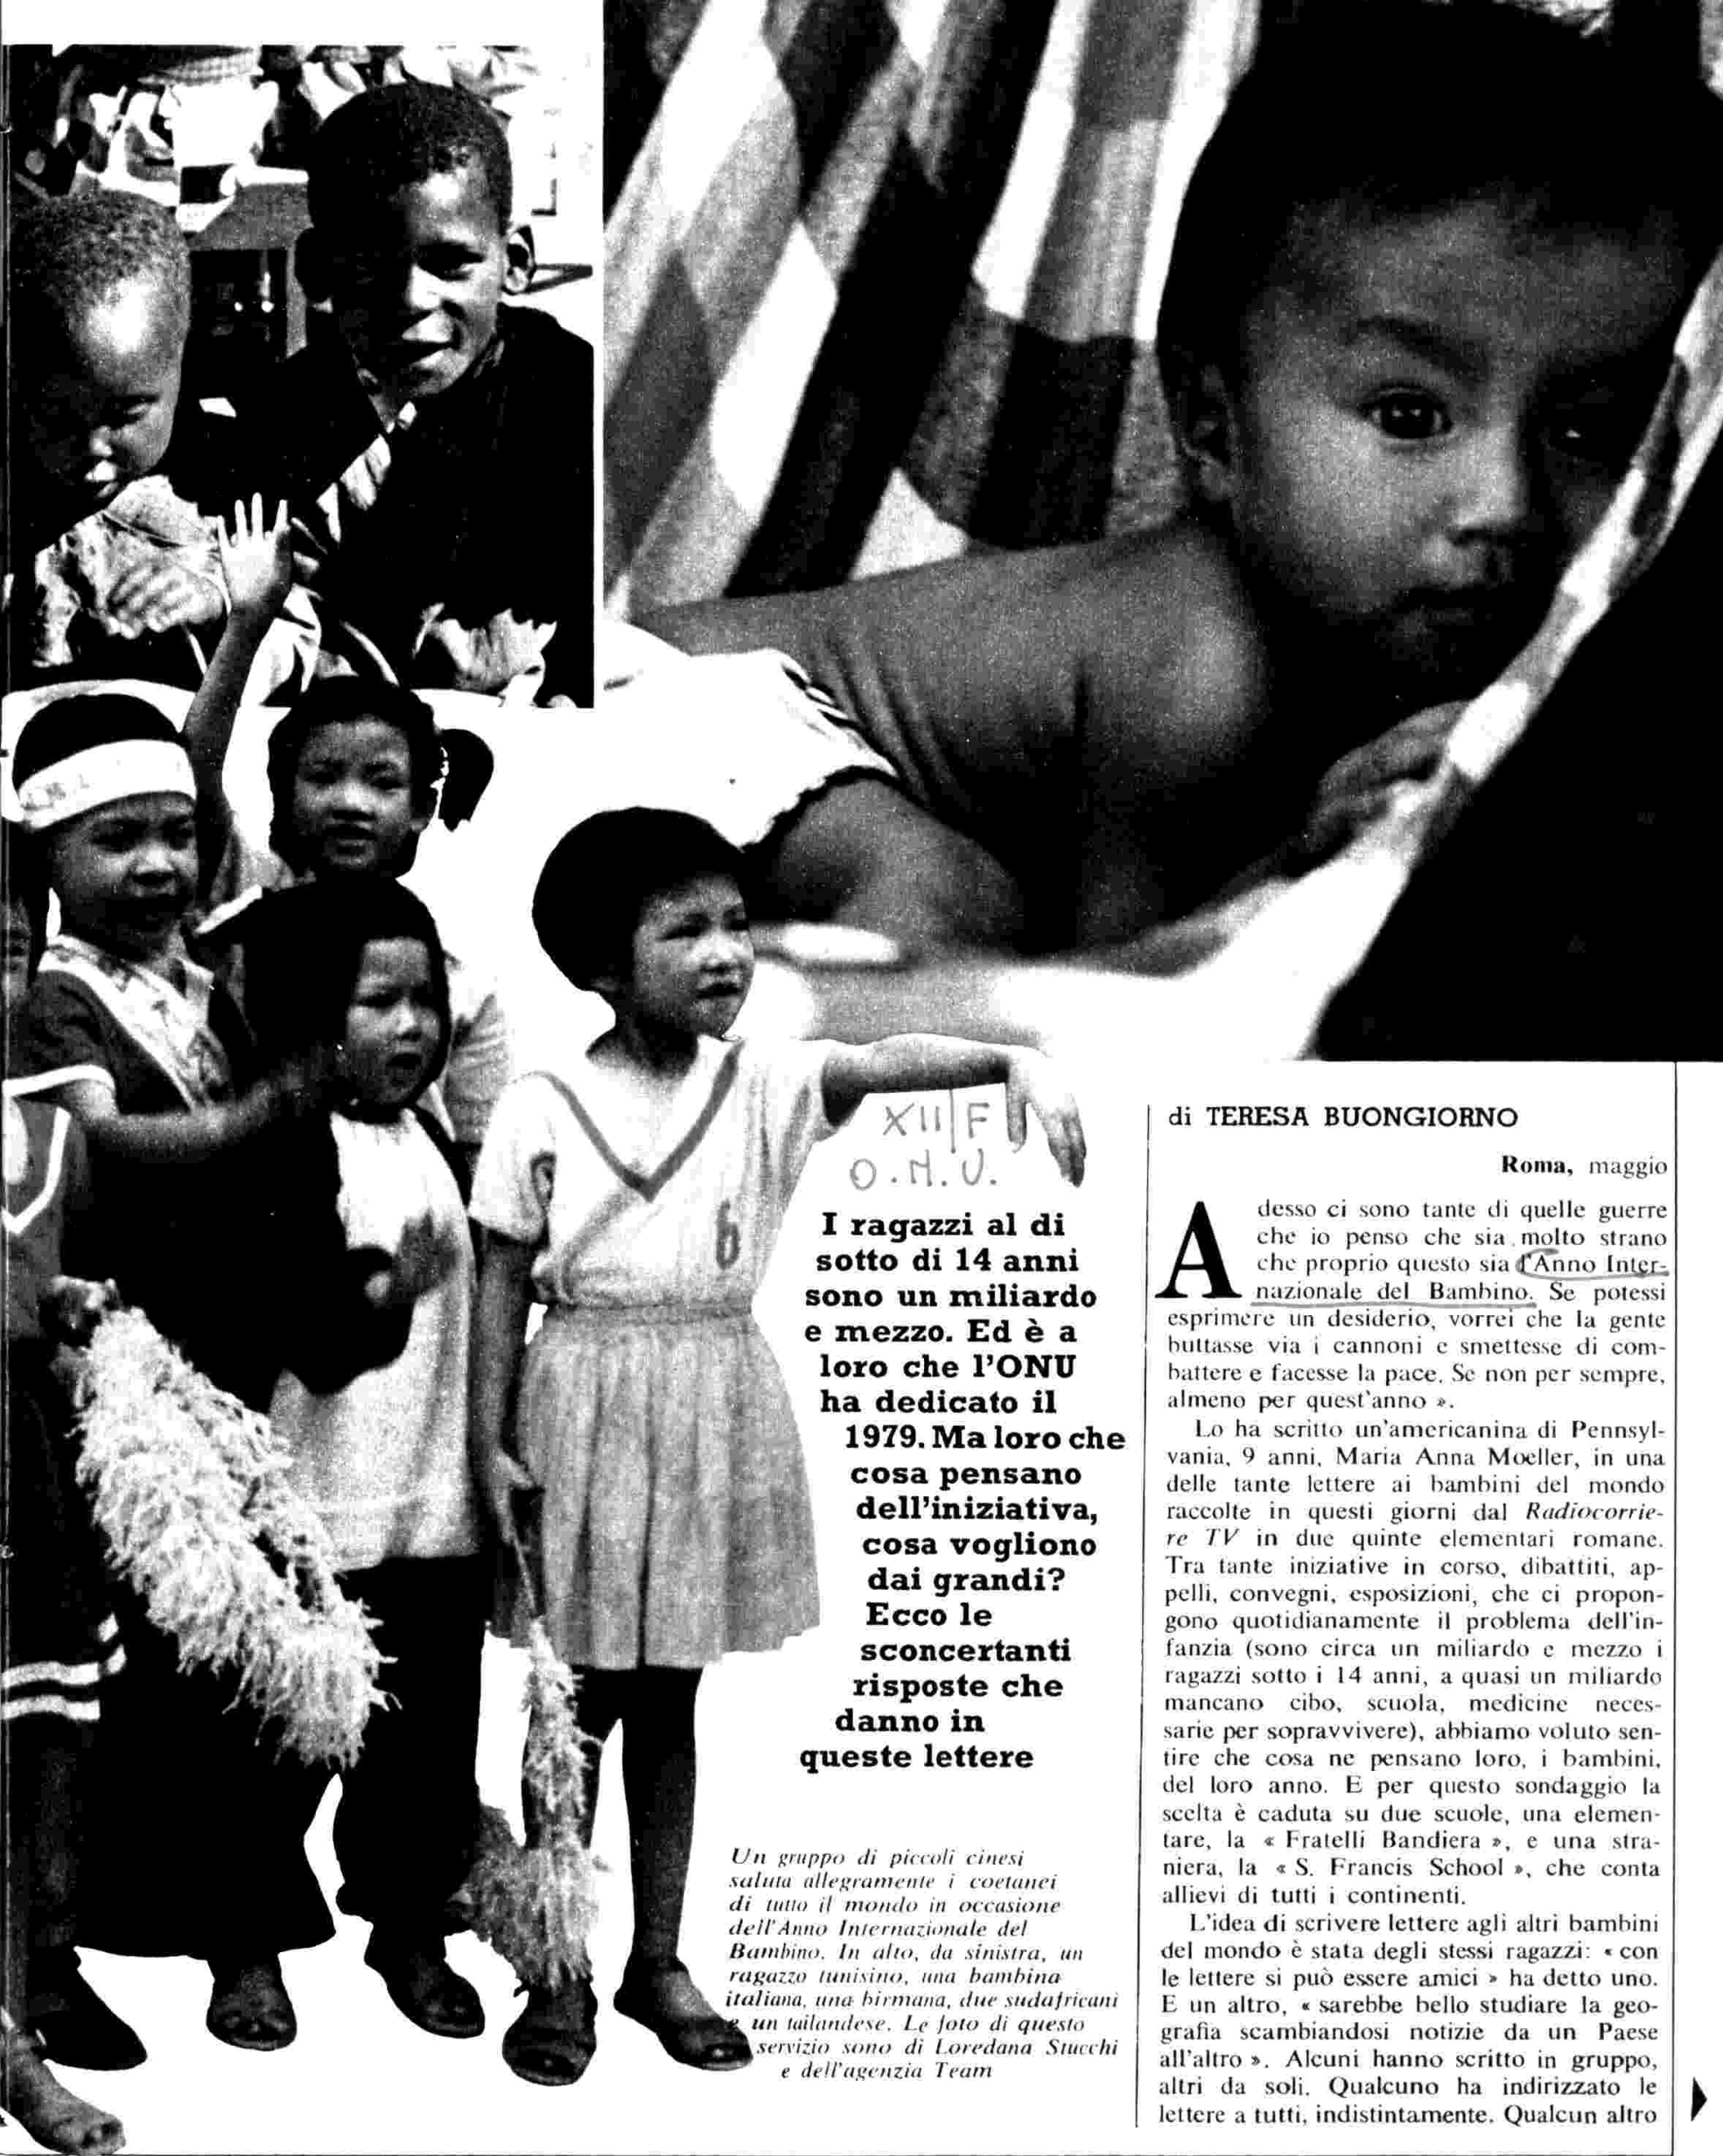 XII F
O.N.U.
I ragazzi al di
sotto di 14 anni
sono un miliardo
e mezzo. Ed è a
loro che l'ONU
ha dedicato il
1979. Ma loro che
cosa pensano
dell'iniziativa,
cosa vogliono
dai grandi?
Ecco le
sconcertanti
risposte che
danno in
queste lettere
6
Un gruppo di piccoli cinesi
saluta allegramente i coetanei
di tutto il mondo in occasione
dell'Anno Internazionale del
Bambino. In alto, da sinistra, un
ragazzo tunisino, una bambina
italiana, una birmana, due sudafricani
e un tailandese. Le foto di questo
servizio sono di Loredana Stucchi
e dell'agenzia Team
di TERESA BUONGIORNO
Roma, maggio
Adesso ci sono tante di quelle guerre
che io penso che sia molto strano
che proprio questo sia l'Anno Inter-
nazionale del Bambino. Se potessi
esprimere un desiderio, vorrei che la gente
buttasse via i cannoni e smettesse di com-
battere e facesse la pace. Se non per sempre,
almeno per quest'anno ».
Lo ha scritto un'americanina di Pennsyl-
vania, 9 anni, Maria Anna Moeller, in una
delle tante lettere ai bambini del mondo
raccolte in questi giorni dal Radiocorrie-
re TV in due quinte elementari romane.
Tra tante iniziative in corso, dibattiti, ap-
pelli, convegni, esposizioni, che ci propon-
gono quotidianamente il problema dell'in-
fanzia (sono circa un miliardo e mezzo i
ragazzi sotto i 14 anni, a quasi un miliardo
mancano cibo, scuola, medicine neces-
sarie per sopravvivere), abbiamo voluto sen-
tire che cosa ne pensano loro, i bambini,
del loro anno. E per questo sondaggio la
scelta è caduta su due scuole, una elemen-
tare, la « Fratelli Bandiera », e una stra-
niera, la « S. Francis School », che conta
allievi di tutti i continenti.
L'idea di scrivere lettere agli altri bambini
del mondo è stata degli stessi ragazzi: « con
le lettere si può essere amici » ha detto uno.
E un altro, « sarebbe bello studiare la geo-
grafia scambiandosi notizie da un Paese
all'altro ». Alcuni hanno scritto in gruppo,
altri da soli. Qualcuno ha indirizzato le
lettere a tutti, indistintamente. Qualcun altro